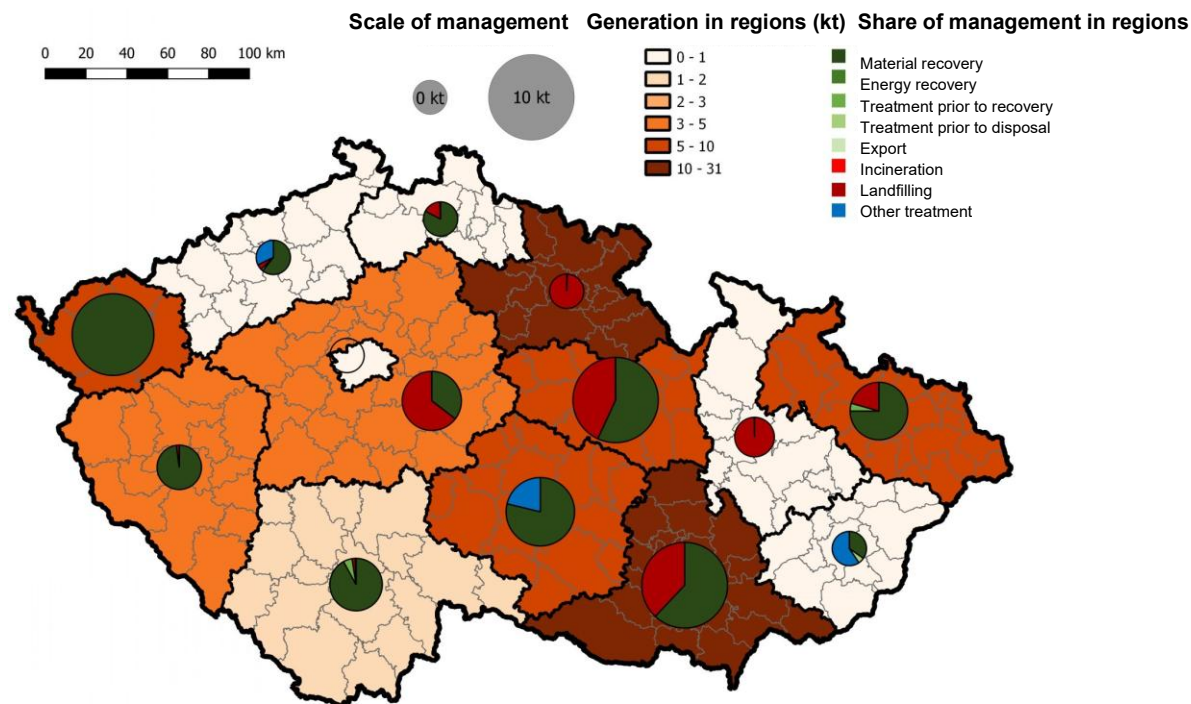 Scale of management
Generation in regions (kt)
Share of management in regions
0 20 40 60 80 100 km
0 kt
10 kt
0 - 1
1 - 2
2 - 3
3 - 5
5 - 10
10 - 31
Material recovery
Energy recovery
Treatment prior to recovery
Treatment prior to disposal
Export
Incineration
Landfilling
Other treatment